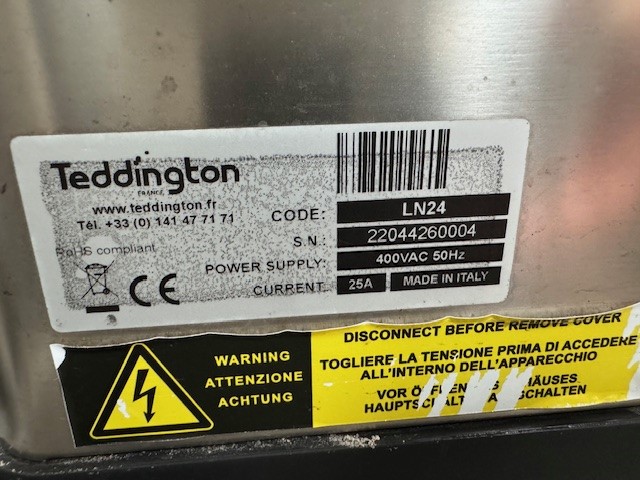 Teddington
FRANCE
www.teddington.fr
Tél. +33 (0) 141 47 71 71
RoHS compliant
CE
CODE: LN24
S.N.: 22044260004
POWER SUPPLY: 400VAC 50Hz
CURRENT: 25A MADE IN ITALY
WARNING
ATTENZIONE
ACHTUNG
DISCONNECT BEFORE REMOVE COVER
TOGLIERE LA TENSIONE PRIMA DI ACCEDERE
ALL'INTERNO DELL'APPARECCHIO
VOR
HAUPTSCHAL